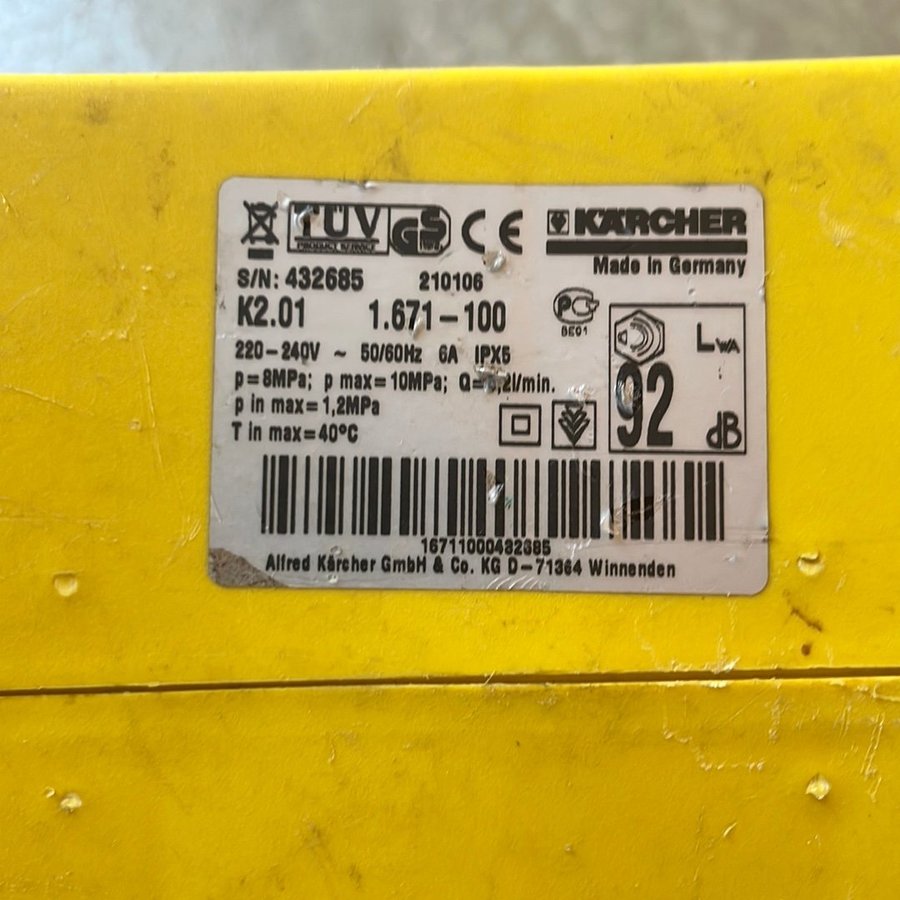 TÜV
PRODUCT SERVICE
GS
CE
KÄRCHER
Made in Germany
S/N: 432685 210106
K2.01 1.671-100
220-240V ~ 50/60Hz 6A IPX5
p=8MPa; p max=10MPa; l/min.
p in max=1,2MPa
T in max=40°C
LWA
92 dB
16711000432685
Alfred Kärcher GmbH & Co. KG D-71364 Winnenden